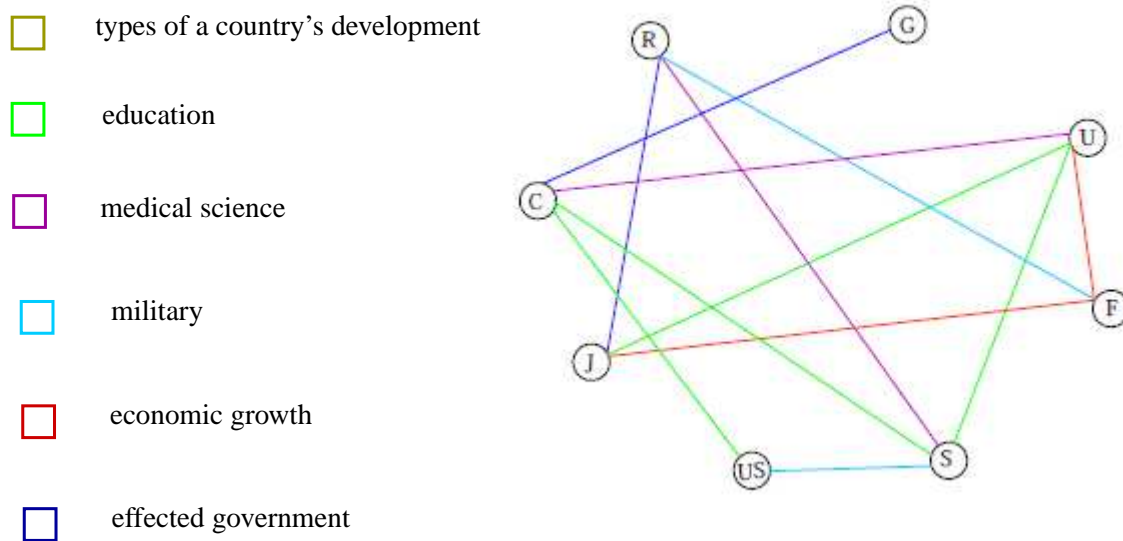 types of a country’s development
education
medical science
military
economic growth
effected government
R
G
U
C
F
J
US
S